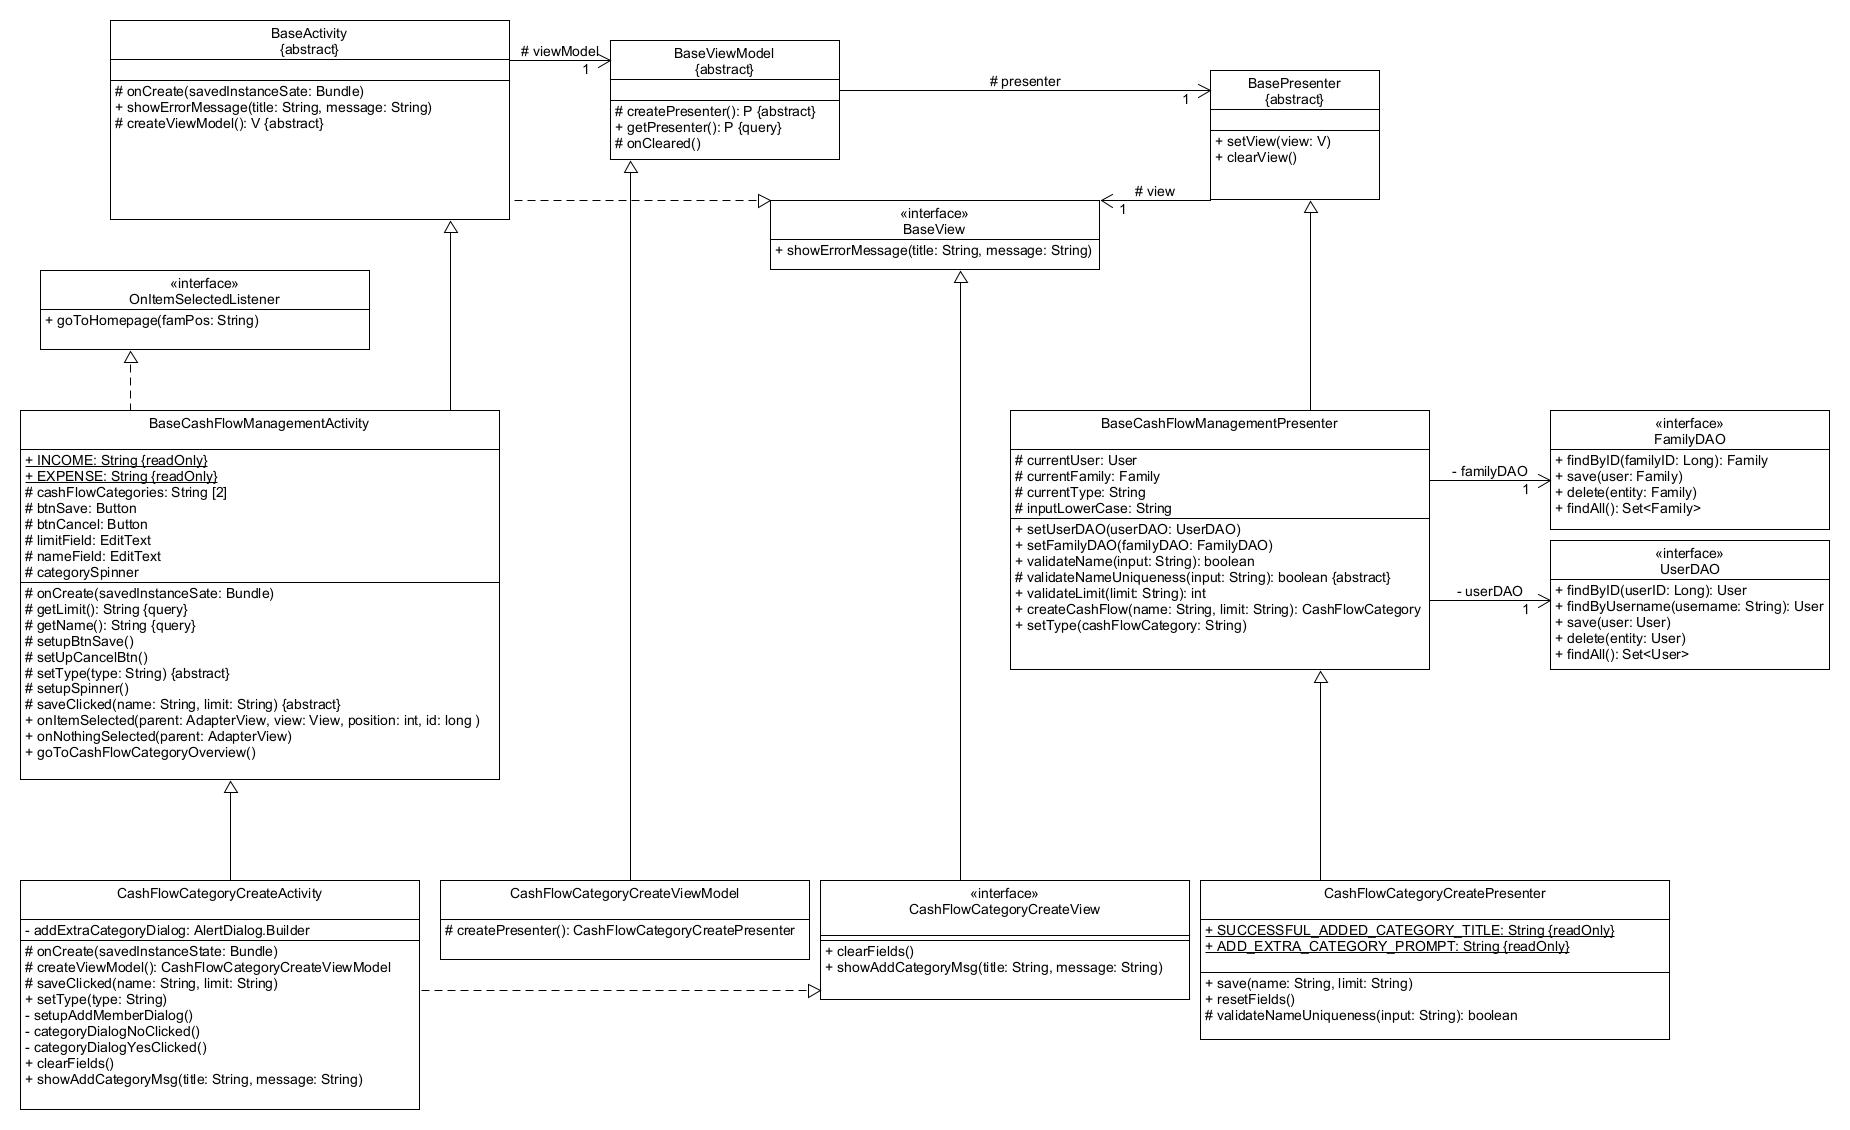 BaseActivity
{abstract}
# onCreate(savedInstanceSate: Bundle)
+ showErrorMessage(title: String, message: String)
# createViewModel(): V {abstract}
# viewModel
1
BaseViewModel
{abstract}
# createPresenter(): P {abstract}
+ getPresenter(): P {query}
# onCleared()
# presenter
1
BasePresenter
{abstract}
+ setView(view: V)
+ clearView()
# view
1
«interface»
BaseView
+ showErrorMessage(title: String, message: String)
«interface»
OnItemSelectedListener
+ goToHomepage(famPos: String)
BaseCashFlowManagementActivity
+ INCOME: String {readOnly}
+ EXPENSE: String {readOnly}
# cashFlowCategories: String [2]
# btnSave: Button
# btnCancel: Button
# limitField: EditText
# nameField: EditText
# categorySpinner
# onCreate(savedInstanceSate: Bundle)
# getLimit(): String {query}
# getName(): String {query}
# setupBtnSave()
# setUpCancelBtn()
# setType(type: String) {abstract}
# setupSpinner()
# saveClicked(name: String, limit: String) {abstract}
+ onItemSelected(parent: AdapterView, view: View, position: int, id: long )
+ onNothingSelected(parent: AdapterView)
+ goToCashFlowCategoryOverview()
BaseCashFlowManagementPresenter
# currentUser: User
# currentFamily: Family
# currentType: String
# inputLowerCase: String
+ setUserDAO(userDAO: UserDAO)
+ setFamilyDAO(familyDAO: FamilyDAO)
+ validateName(input: String): boolean
# validateNameUniqueness(input: String): boolean {abstract}
+ validateLimit(limit: String): int
+ createCashFlow(name: String, limit: String): CashFlowCategory
+ setType(cashFlowCategory: String)
- familyDAO
1
- userDAO
1
«interface»
FamilyDAO
+ findByID(familyID: Long): Family
+ save(user: Family)
+ delete(entity: Family)
+ findAll(): Set<Family>
«interface»
UserDAO
+ findByID(userID: Long): User
+ findByUsername(username: String): User
+ save(user: User)
+ delete(entity: User)
+ findAll(): Set<User>
CashFlowCategoryCreateActivity
- addExtraCategoryDialog: AlertDialog.Builder
# onCreate(savedInstanceState: Bundle)
# createViewModel(): CashFlowCategoryCreateViewModel
# saveClicked(name: String, limit: String)
+ setType(type: String)
- setupAddMemberDialog()
- categoryDialogNoClicked()
- categoryDialogYesClicked()
+ clearFields()
+ showAddCategoryMsg(title: String, message: String)
CashFlowCategoryCreateViewModel
# createPresenter(): CashFlowCategoryCreatePresenter
«interface»
CashFlowCategoryCreateView
+ clearFields()
+ showAddCategoryMsg(title: String, message: String)
CashFlowCategoryCreatePresenter
+ SUCCESSFUL_ADDED_CATEGORY_TITLE: String {readOnly}
+ ADD_EXTRA_CATEGORY_PROMPT: String {readOnly}
+ save(name: String, limit: String)
+ resetFields()
# validateNameUniqueness(input: String): boolean